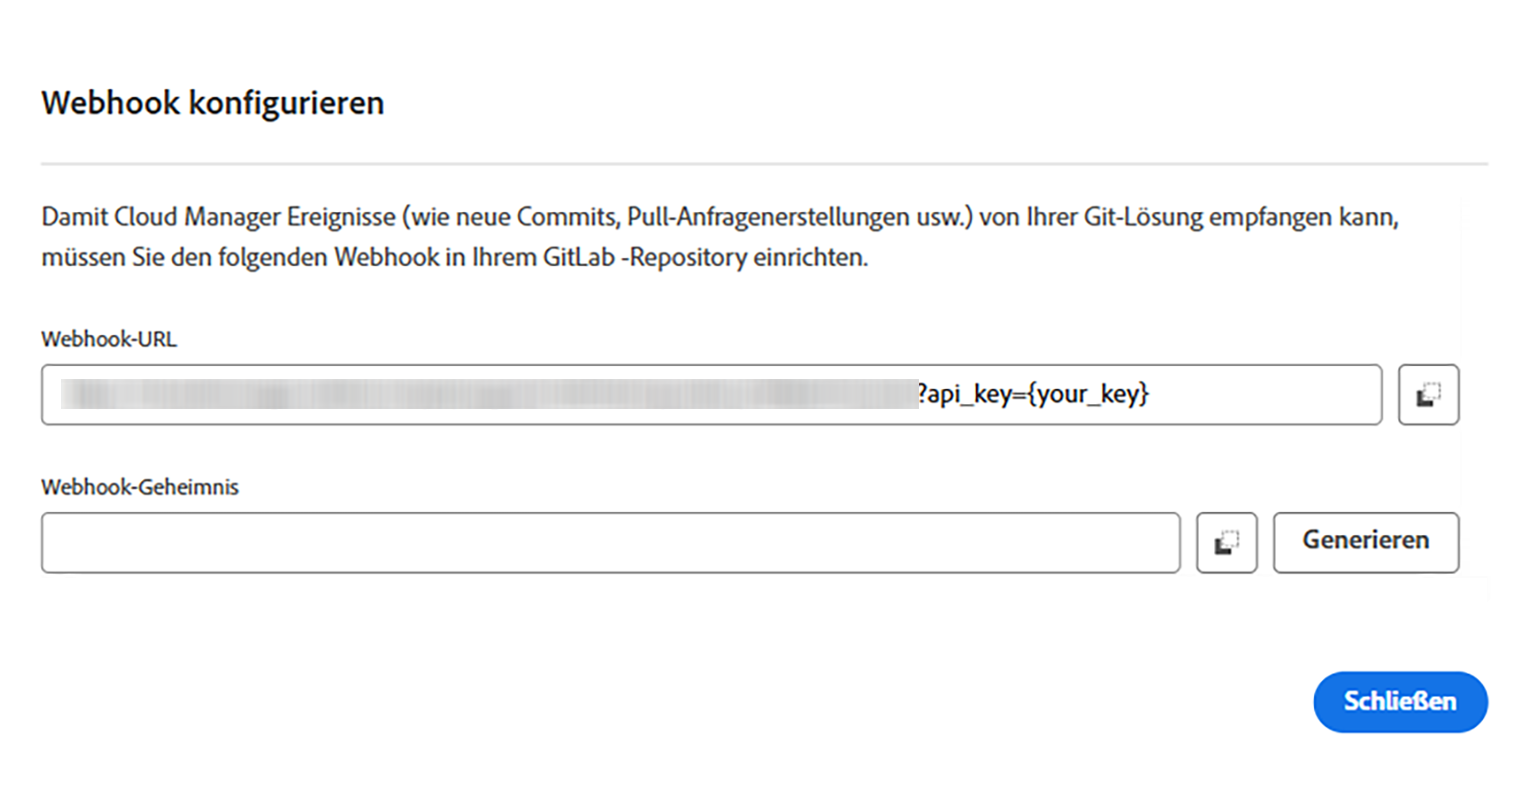 Webhook konfigurieren
Damit Cloud Manager Ereignisse (wie neue Commits, Pull-Anfragenerstellungen usw.) von Ihrer Git-Lösung empfangen kann,
müssen Sie den folgenden Webhook in Ihrem GitLab -Repository einrichten.
Webhook-URL
?api_key={your_key}
Webhook-Geheimnis
Generieren
Schließen